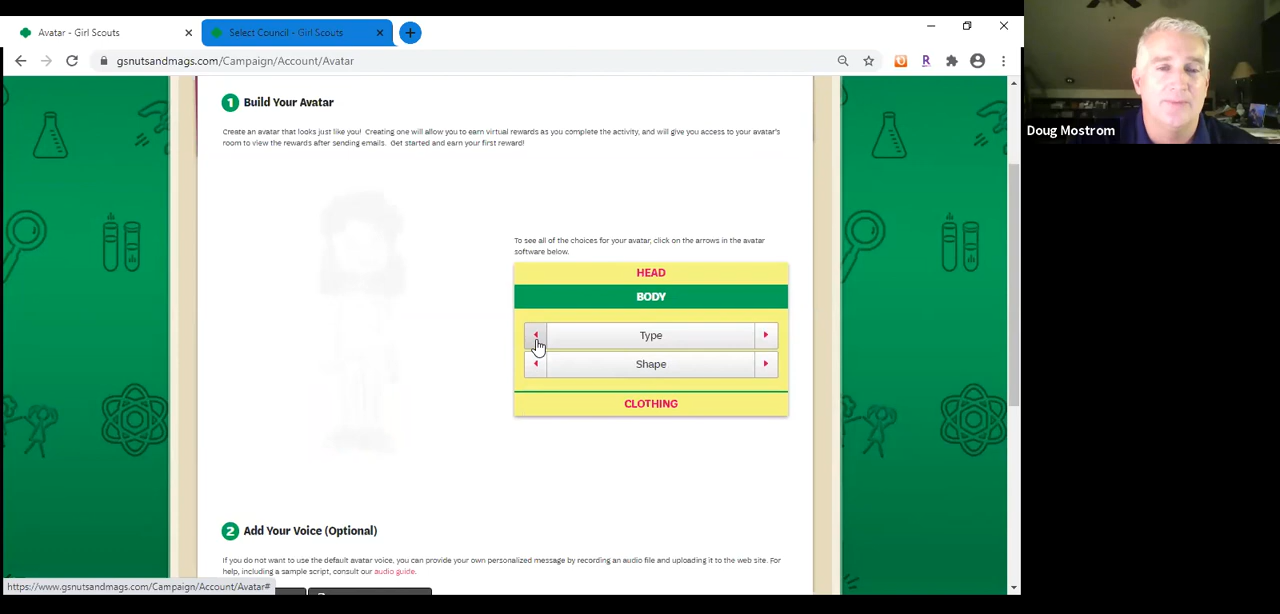 Avatar - Girl Scouts
Select Council - Girl Scouts
gsnutsandmags.com/Campaign/Account/Avatar
Doug Mostrom
1 Build Your Avatar
Create an avatar that looks just like you! Creating one will allow you to earn virtual rewards as you complete the activity, and will give you access to your avatar's
room to view the rewards after sending emails. Get started and earn your first reward!
To see all of the choices for your avatar, click on the arrows in the avatar
software below.
HEAD
BODY
Type
Shape
CLOTHING
2 Add Your Voice (Optional)
If you do not want to use the default avatar voice, you can provide your own personalized message by recording an audio file and uploading it to the web site. For
help, including a sample script, consult our audio guide.
https://www.gsnutsandmags.com/Campaign/Account/Avatar#